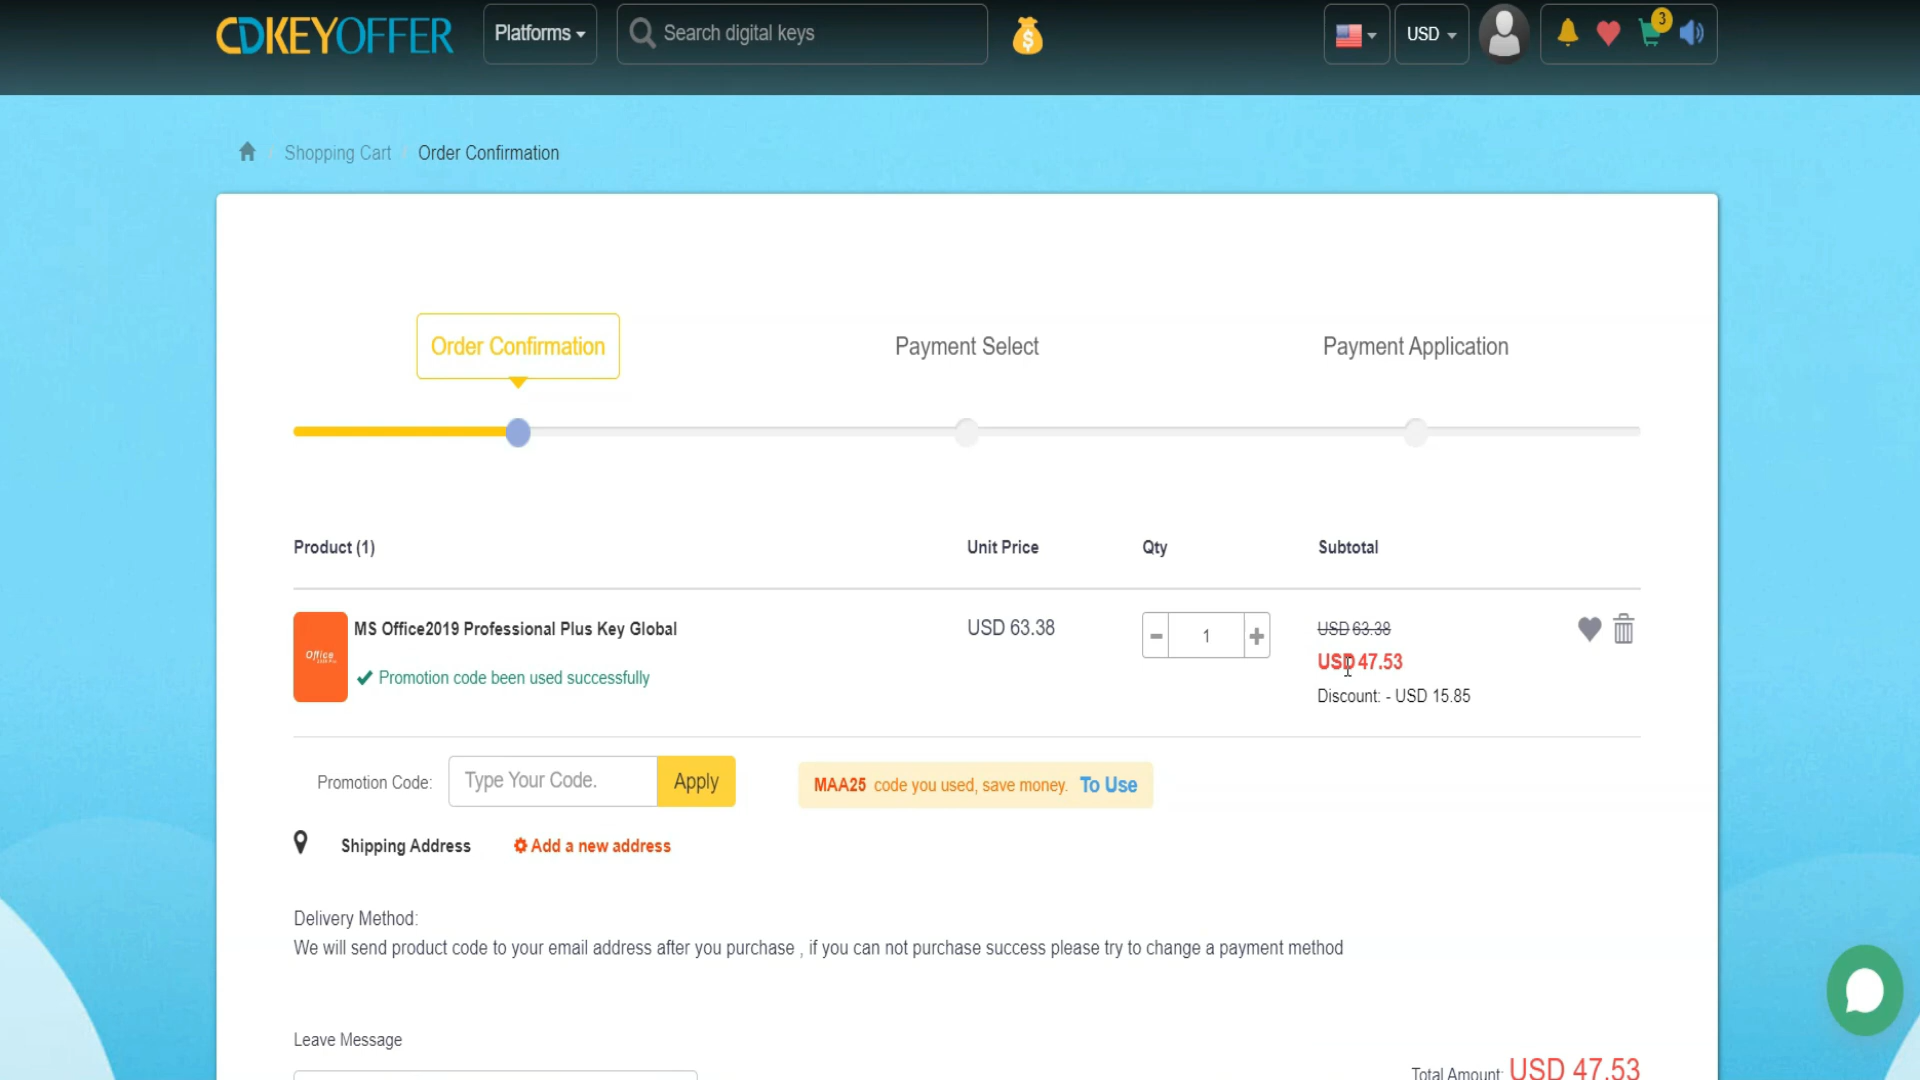 CDKEYOFFER
Platforms
Search digital keys
USD
3
Shopping Cart / Order Confirmation
Order Confirmation
Payment Select
Payment Application
Product (1)
Unit Price
Qty
Subtotal
Office
MS Office2019 Professional Plus Key Global
USD 63.38
1
USD 63.38
Promotion code been used successfully
USD 47.53
Discount: - USD 15.85
Promotion Code:
Type Your Code.
Apply
MAA25 code you used, save money. To Use
Shipping Address
Add a new address
Delivery Method:
We will send product code to your email address after you purchase , if you can not purchase success please try to change a payment method
Leave Message
Total Amount: USD 47.53